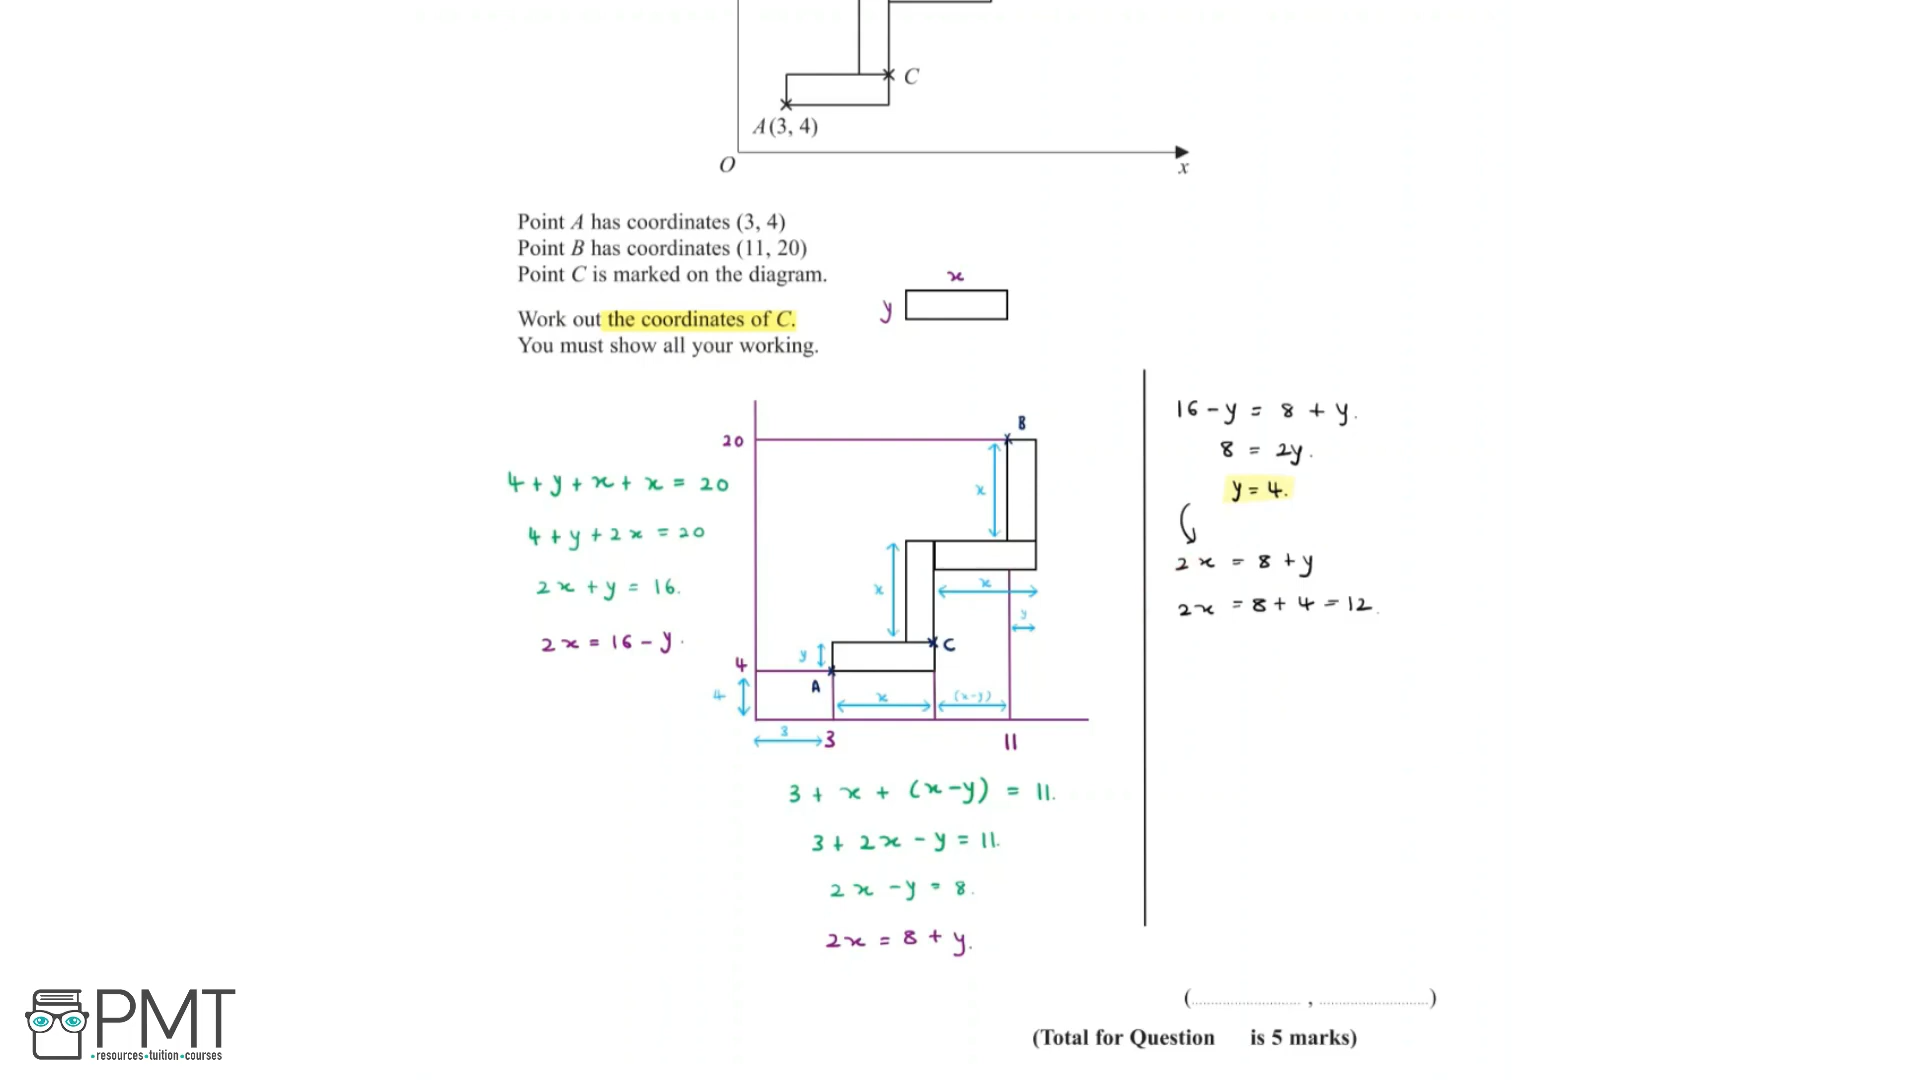 C
A(3, 4)
O
x
Point A has coordinates (3, 4)
Point B has coordinates (11, 20)
Point C is marked on the diagram.
x
y
Work out the coordinates of C.
You must show all your working.
B
20
x
4 + y + x + x = 20
4 + y + 2x = 20
2x + y = 16.
2x = 16 - y.
x
x
y
y
C
4
A
4
x
(x-y)
3
3
11
3 + x + (x-y) = 11.
3 + 2x - y = 11.
2x - y = 8.
2x = 8 + y.
16 - y = 8 + y.
8 = 2y.
y = 4.
2x = 8 + y
2x = 8 + 4 = 12.
(............................ , ............................)
(Total for Question is 5 marks)
PMT
•resources•tuition•courses